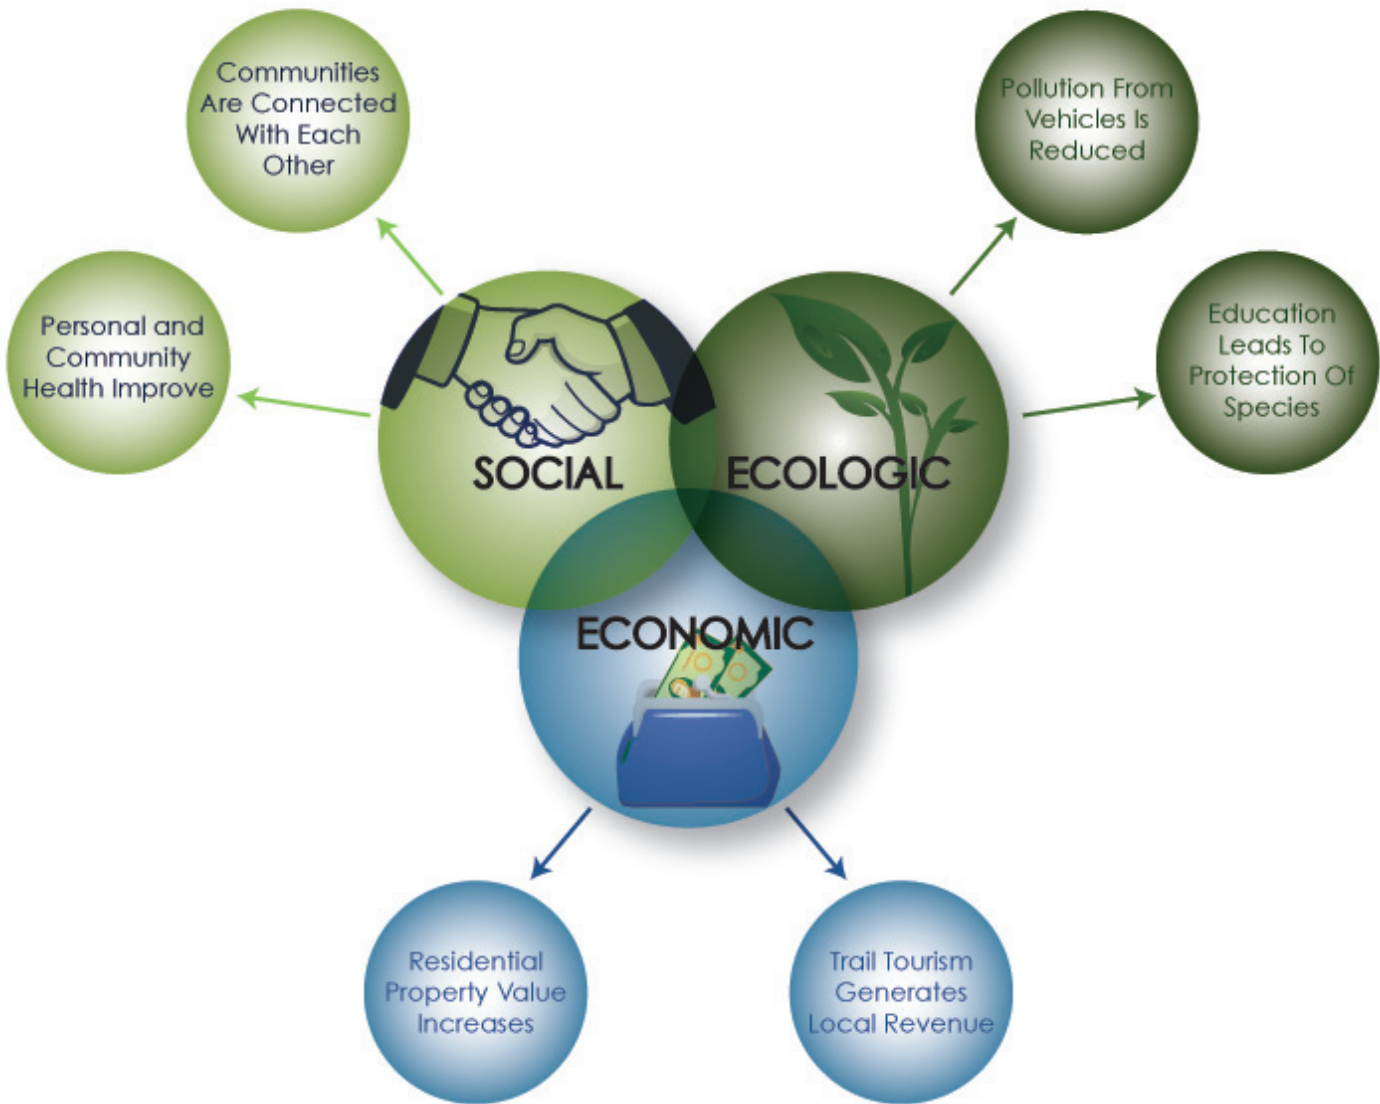 Communities
Are Connected
With Each
Other
Pollution From
Vehicles Is
Reduced
Personal and
Community
Health Improve
Education
Leads To
Protection Of
Species
SOCIAL
ECOLOGIC
ECONOMIC
Residential
Property Value
Increases
Trail Tourism
Generates
Local Revenue